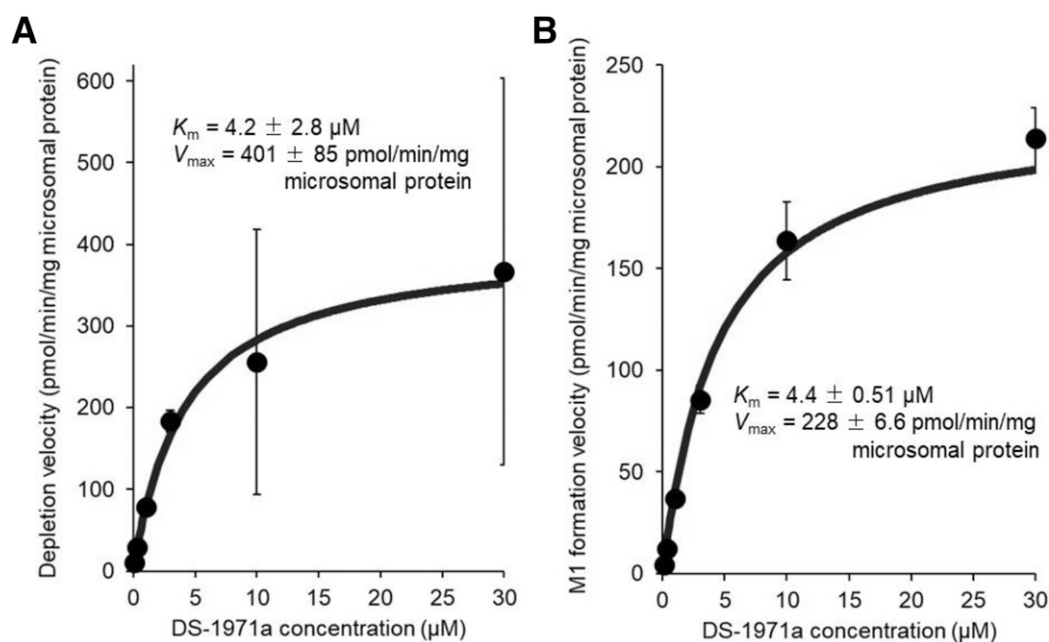 A
Depletion velocity (pmol/min/mg microsomal protein)
600
500
400
300
200
100
0
Km = 4.2 ± 2.8 µM
Vmax = 401 ± 85 pmol/min/mg
microsomal protein
0 5 10 15 20 25 30
DS-1971a concentration (µM)
B
M1 formation velocity (pmol/min/mg microsomal protein)
250
200
150
100
50
0
Km = 4.4 ± 0.51 µM
Vmax = 228 ± 6.6 pmol/min/mg
microsomal protein
0 5 10 15 20 25 30
DS-1971a concentration (µM)